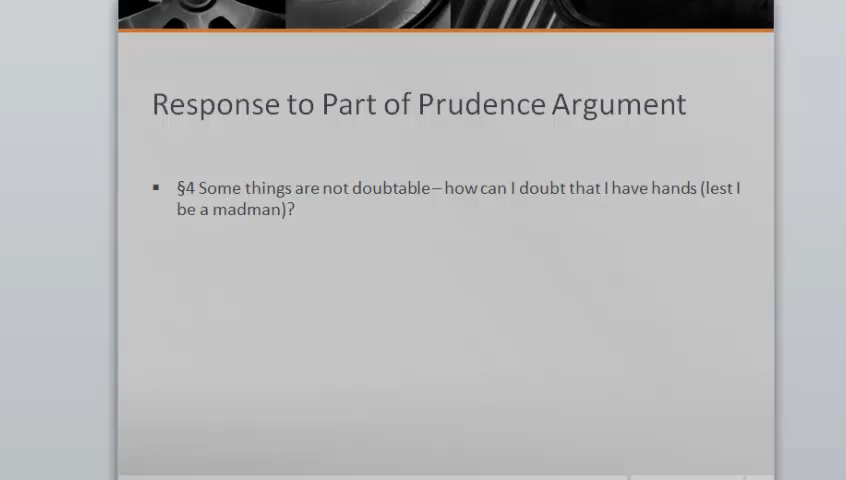 Response to Part of Prudence Argument
▪ §4 Some things are not doubtable – how can I doubt that I have hands (lest I
be a madman)?